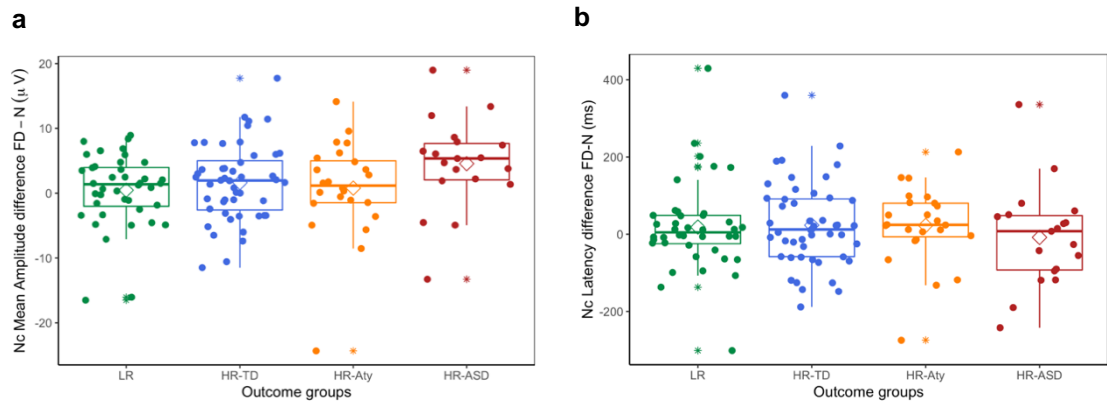 a
Nc Mean Amplitude difference FD – N (μ V)
20
10
0
-10
-20
LR
HR-TD
HR-Aty
HR-ASD
Outcome groups
b
Nc Latency difference FD-N (ms)
400
200
0
-200
LR
HR-TD
HR-Aty
HR-ASD
Outcome groups